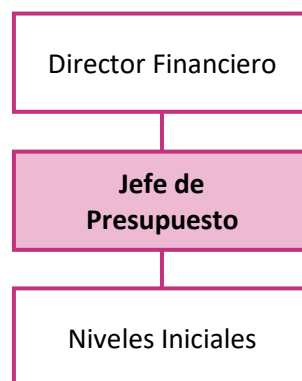 Director Financiero
Jefe de
Presupuesto
Niveles Iniciales